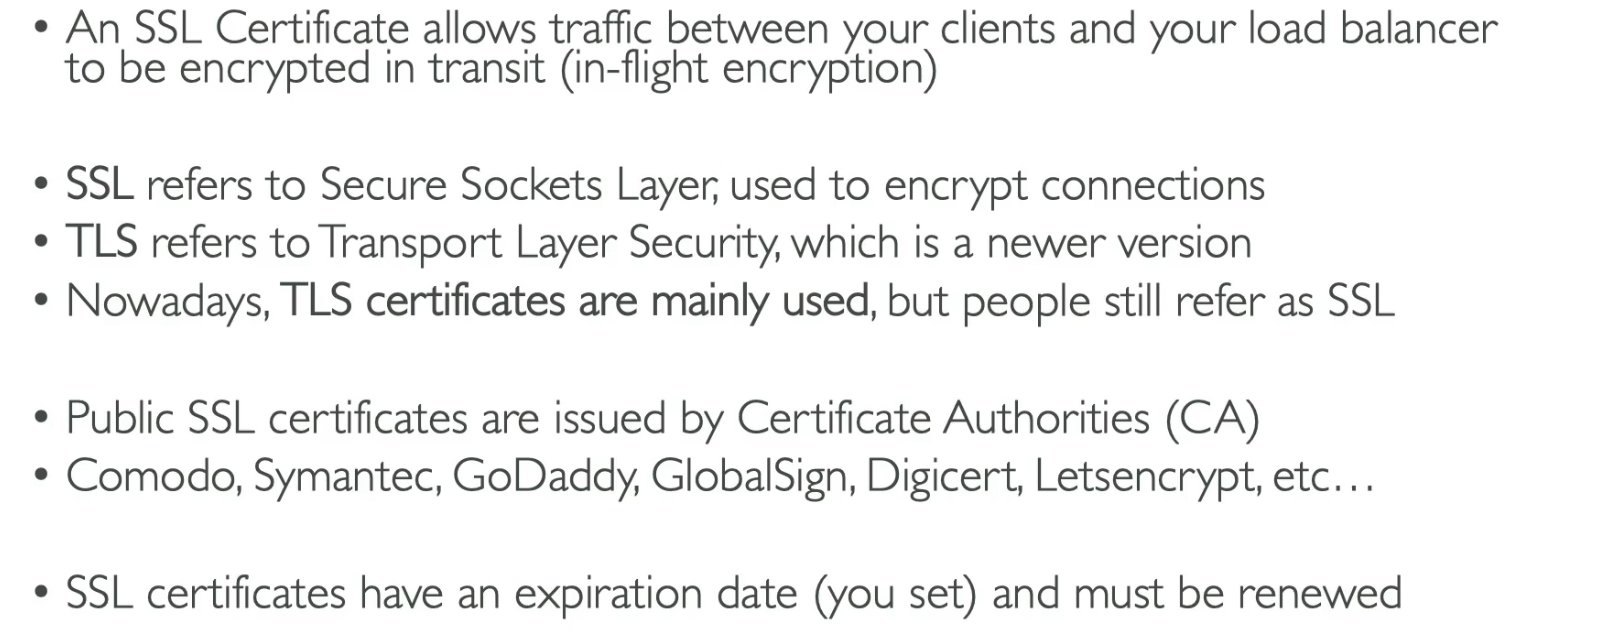 • An SSL Certificate allows traffic between your clients and your load balancer
to be encrypted in transit (in-flight encryption)
• SSL refers to Secure Sockets Layer, used to encrypt connections
• TLS refers to Transport Layer Security, which is a newer version
• Nowadays, TLS certificates are mainly used, but people still refer as SSL
• Public SSL certificates are issued by Certificate Authorities (CA)
• Comodo, Symantec, GoDaddy, GlobalSign, Digicert, Letsencrypt, etc…
• SSL certificates have an expiration date (you set) and must be renewed